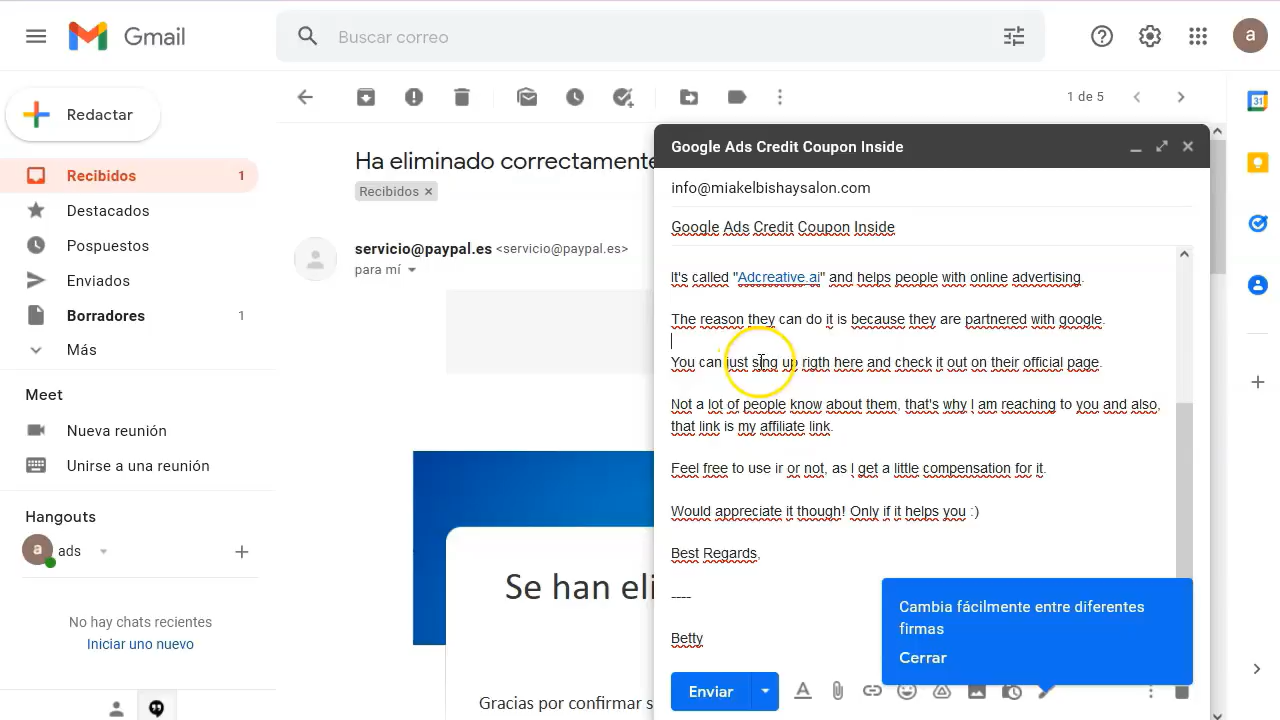 Gmail
Buscar correo
a
Redactar
Recibidos 1
Destacados
Pospuestos
Enviados
Borradores 1
Más
Meet
Nueva reunión
Unirse a una reunión
Hangouts
a ads
No hay chats recientes
Iniciar uno nuevo
1 de 5
Ha eliminado correctamente
Recibidos
servicio@paypal.es <servicio@paypal.es>
para mí
Se han eli
Gracias por confirmar s
Google Ads Credit Coupon Inside
info@miakelbishaysalon.com
Google Ads Credit Coupon Inside
It's called "Adcreative.ai" and helps people with online advertising.
The reason they can do it is because they are partnered with google.
You can just sing up rigth here and check it out on their official page.
Not a lot of people know about them, that's why I am reaching to you and also,
that link is my affiliate link.
Feel free to use ir or not, as I get a little compensation for it.
Would appreciate it though! Only if it helps you :)
Best Regards,
----
Betty
Cambia fácilmente entre diferentes
firmas
Cerrar
Enviar
31